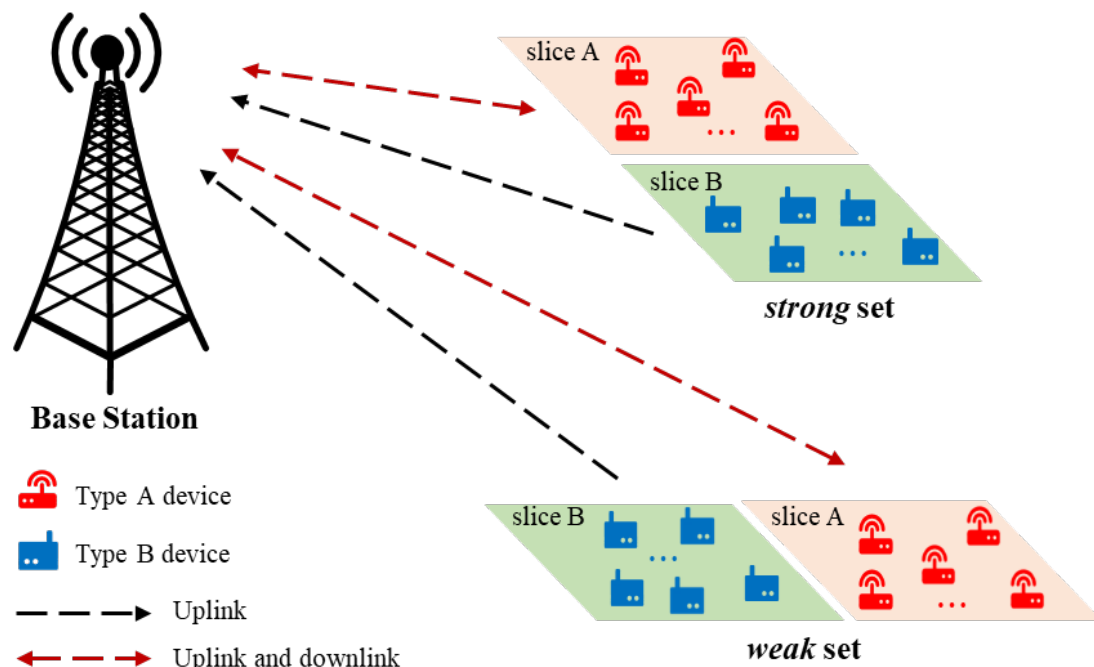 slice A
slice B
strong set
Base Station
Type A device
Type B device
Uplink
Uplink and downlink
slice B
slice A
weak set